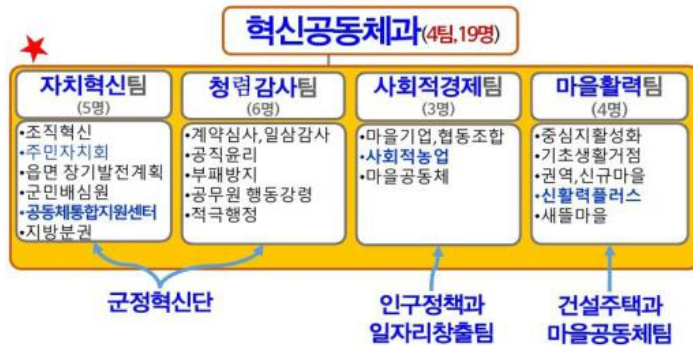 혁신공동체과(4팀,19명)
자치혁신팀
(5명)
•조직혁신
•주민자치회
•읍면 장기발전계획
•군민배심원
•공동체통합지원센터
•지방분권
청렴감사팀
(6명)
•계약심사,일삼감사
•공직윤리
•부패방지
•공무원 행동강령
•적극행정
사회적경제팀
(3명)
•마을기업,협동조합
•사회적농업
•마을공동체
마을활력팀
(4명)
•중심지활성화
•기초생활거점
•권역,신규마을
•신활력플러스
•새뜰마을
군정혁신단
인구정책과
일자리창출팀
건설주택과
마을공동체팀